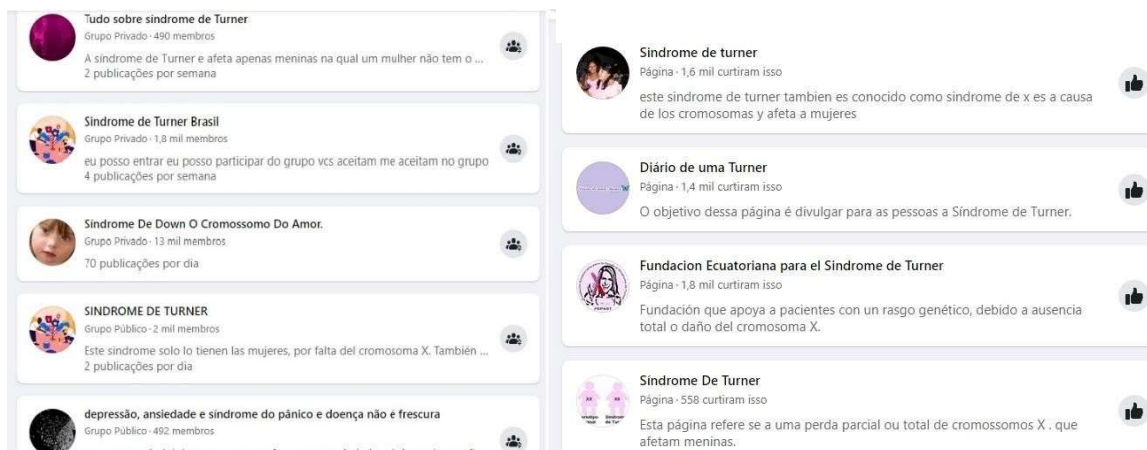 Tudo sobre síndrome de Turner
Grupo Privado · 490 membros
A síndrome de Turner e afeta apenas meninas na qual um mulher não tem o ...
2 publicações por semana
Sindrome de Turner Brasil
Grupo Privado · 1,8 mil membros
eu posso entrar eu posso participar do grupo vcs aceitam me aceitam no grupo
4 publicações por semana
Síndrome De Down O Cromossomo Do Amor.
Grupo Privado · 13 mil membros
70 publicações por dia
SINDROME DE TURNER
Grupo Público · 2 mil membros
Este sindrome solo lo tienen las mujeres, por falta del cromosoma X. También ...
2 publicações por dia
depressão, ansiedade e síndrome do pânico e doença não e frescura
Grupo Público · 492 membros
Sindrome de turner
Página · 1,6 mil curtiram isso
este sindrome de turner tambien es conocido como sindrome de x es a causa
de los cromosomas y afeta a mujeres
Diário de uma Turner
Página · 1,4 mil curtiram isso
O objetivo dessa página é divulgar para as pessoas a Síndrome de Turner.
Fundacion Ecuatoriana para el Sindrome de Turner
Página · 1,8 mil curtiram isso
Fundación que apoya a pacientes con un rasgo genético, debido a ausencia
total o daño del cromosoma X.
Síndrome De Turner
Página · 558 curtiram isso
Esta página refere se a uma perda parcial ou total de cromossomos X . que
afetam meninas.